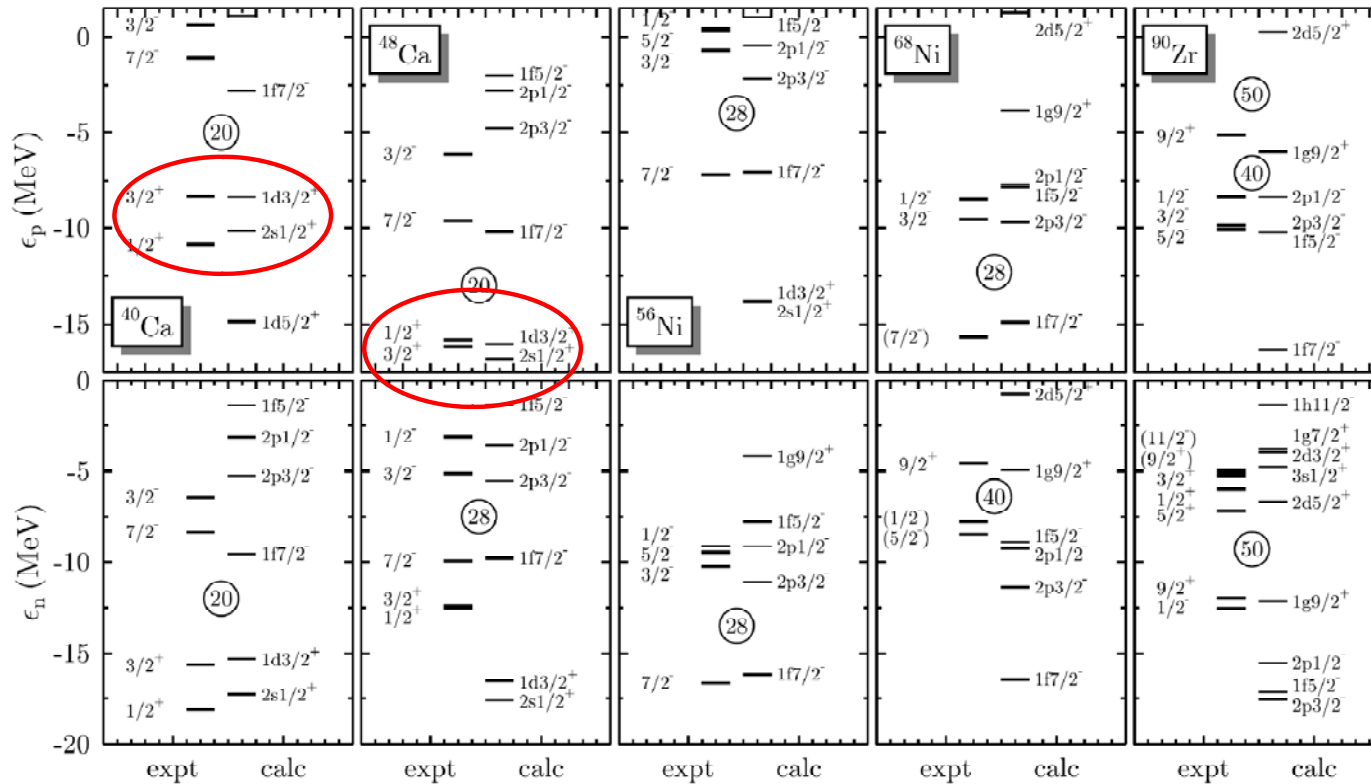 ε_p (MeV)
0
-5
-10
-15
3/2⁻
7/2⁻
1f7/2⁻
20
3/2⁺
1d3/2⁺
1/2⁺
2s1/2⁺
⁴⁰Ca
1d5/2⁺
⁴⁸Ca
1f5/2⁻
2p1/2⁻
2p3/2⁻
3/2⁻
7/2⁻
1f7/2⁻
20
1/2⁺
1d3/2⁺
3/2⁺
2s1/2⁺
1/2⁻
1f5/2⁻
5/2⁻
2p1/2⁻
3/2⁻
2p3/2⁻
28
7/2⁻
1f7/2⁻
1d3/2⁺
2s1/2⁺
⁵⁶Ni
⁶⁸Ni
2d5/2⁺
1g9/2⁺
2p1/2⁻
1/2⁻
1f5/2⁻
3/2⁻
2p3/2⁻
28
1f7/2⁻
(7/2⁻)
⁹⁰Zr
2d5/2⁺
50
9/2⁺
1g9/2⁺
40
1/2⁻
2p1/2⁻
3/2⁻
2p3/2⁻
5/2⁻
1f5/2⁻
1f7/2⁻
ε_n (MeV)
0
-5
-10
-15
-20
1f5/2⁻
2p1/2⁻
2p3/2⁻
3/2⁻
7/2⁻
1f7/2⁻
20
3/2⁺
1d3/2⁺
1/2⁺
2s1/2⁺
1f5/2⁻
1/2⁻
2p1/2⁻
3/2⁻
2p3/2⁻
28
7/2⁻
1f7/2⁻
3/2⁺
1/2⁺
1d3/2⁺
2s1/2⁺
1g9/2⁺
1f5/2⁻
1/2⁻
5/2⁻
2p1/2⁻
3/2⁻
2p3/2⁻
28
7/2⁻
1f7/2⁻
2d5/2⁺
9/2⁺
1g9/2⁺
40
(1/2⁻)
(5/2⁻)
1f5/2⁻
2p1/2⁻
2p3/2⁻
1f7/2⁻
1h11/2⁻
(11/2⁻)
1g7/2⁺
(9/2⁺)
2d3/2⁺
3/2⁺
3s1/2⁺
1/2⁺
2d5/2⁺
5/2⁺
50
9/2⁺
1g9/2⁺
1/2⁻
2p1/2⁻
1f5/2⁻
2p3/2⁻
expt calc expt calc expt calc expt calc expt calc